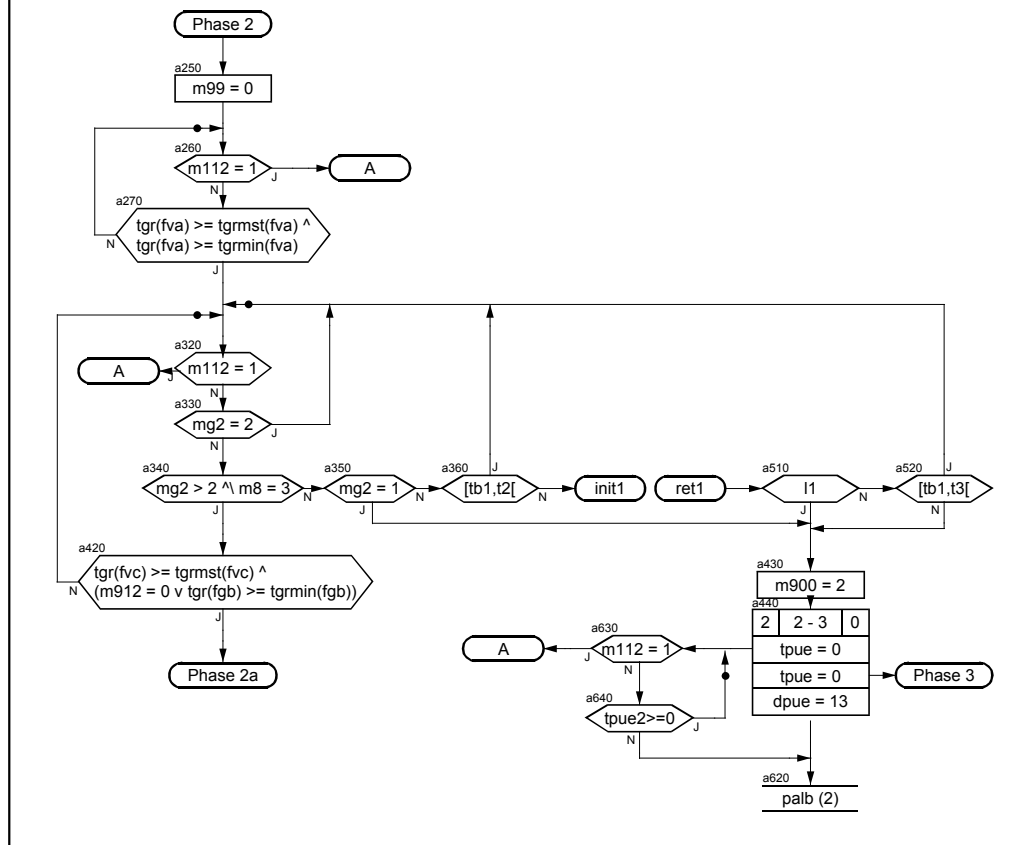 Phase 2
a250
m99 = 0
a260
m112 = 1
J
A
N
a270
tgr(fva) >= tgrmst(fva) ^
tgr(fva) >= tgrmin(fva)
N
J
a320
A
J
m112 = 1
N
a330
mg2 = 2
J
N
a340
mg2 > 2 ^\ m8 = 3
N
J
a350
mg2 = 1
N
J
a360
[tb1,t2[
J
N
init1
ret1
a510
l1
N
J
a520
[tb1,t3[
J
N
a420
tgr(fvc) >= tgrmst(fvc) ^
(m912 = 0 v tgr(fgb) >= tgrmin(fgb))
N
J
Phase 2a
a430
m900 = 2
a440
2 2 - 3 0
tpue = 0
tpue = 0
dpue = 13
Phase 3
a630
m112 = 1
J
A
N
a640
tpue2>=0
J
N
a620
palb (2)